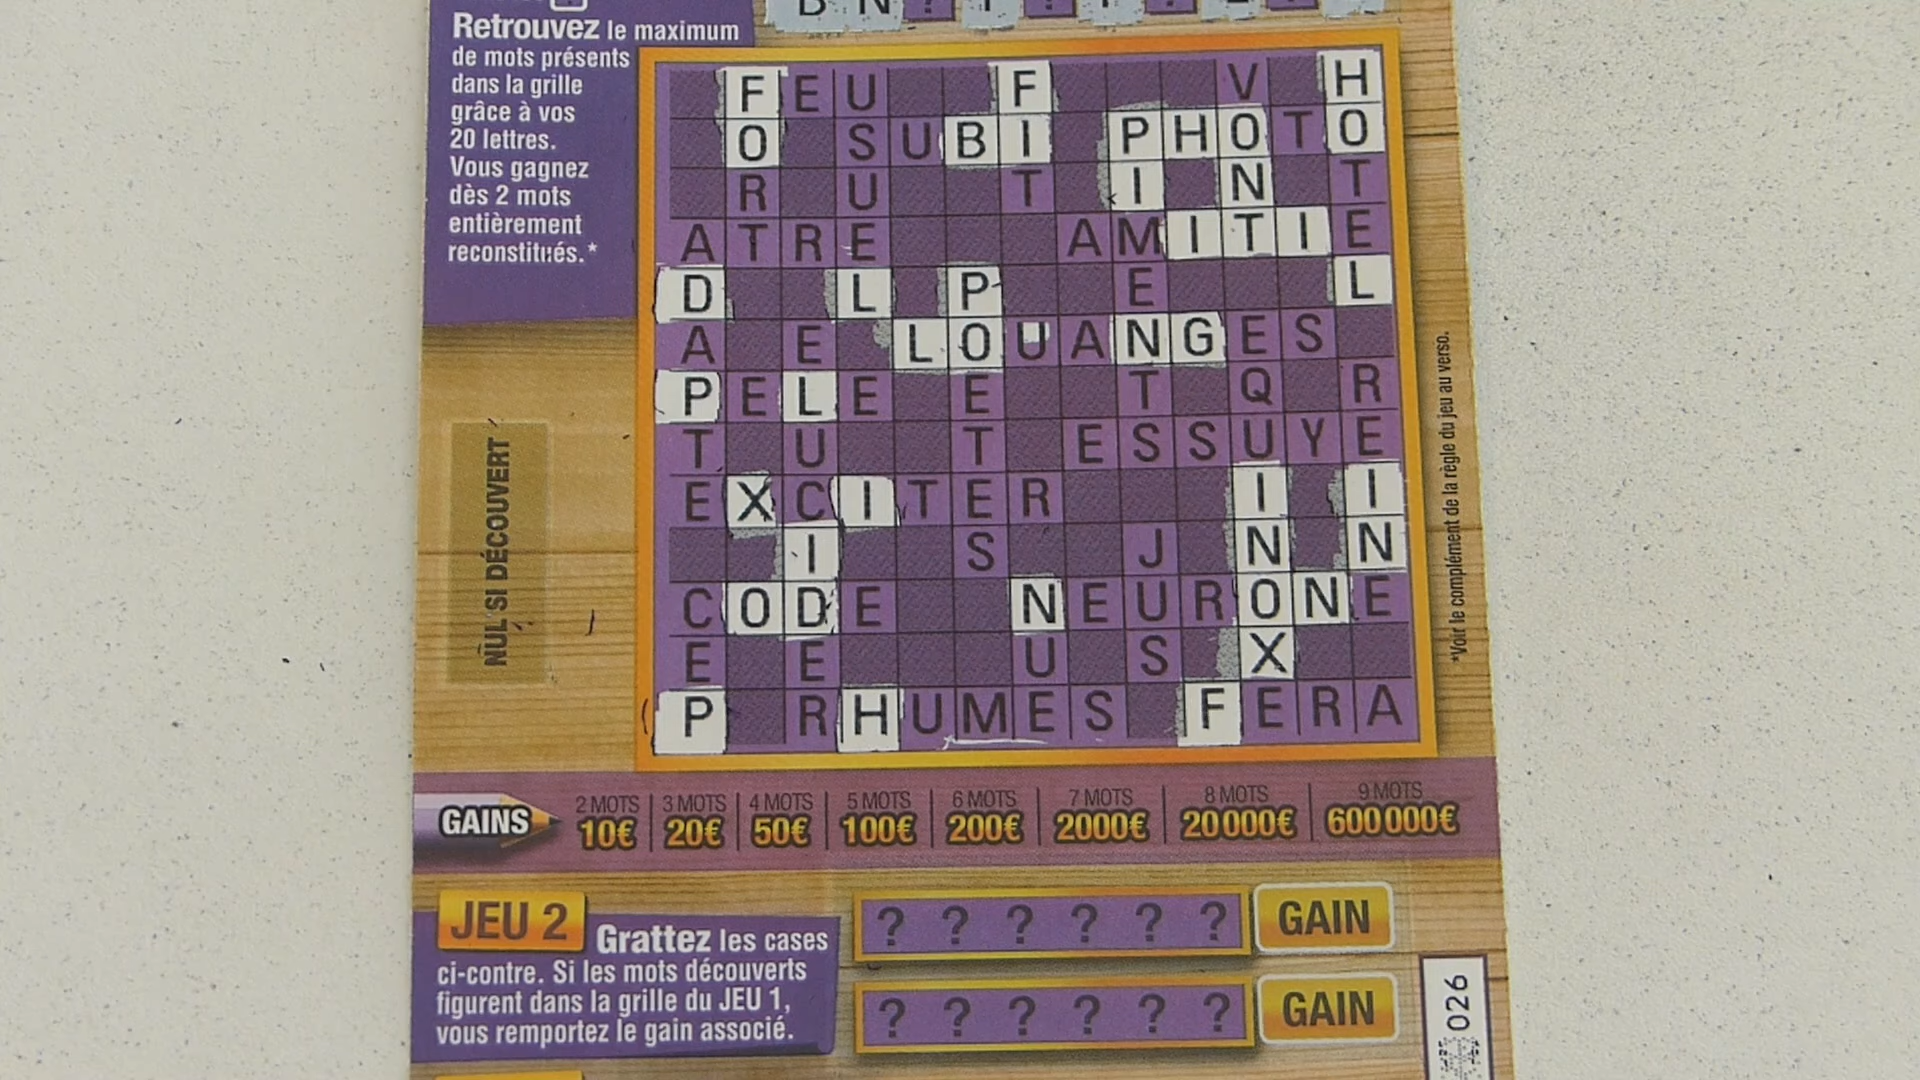 Retrouvez le maximum
de mots présents
dans la grille
grâce à vos
20 lettres.
Vous gagnez
dès 2 mots
entièrement
reconstitués.*
F E U F V H
O S U B I P H O T O
R U T I N T
A T R E A M I T I E
D L P E L
A E L O U A N G E S
P E L E E T Q R
T U T E S S U Y E
E X C I T E R I I
I S J N N
C O D E N E U R O N E
E E U S X
P R H U M E S F E R A
NUL SI DÉCOUVERT
*Voir le complément de la règle du jeu au verso.
GAINS
2 MOTS 3 MOTS 4 MOTS 5 MOTS 6 MOTS 7 MOTS 8 MOTS 9 MOTS
10€ 20€ 50€ 100€ 200€ 2000€ 20 000€ 600 000€
JEU 2
Grattez les cases
ci-contre. Si les mots découverts
figurent dans la grille du JEU 1,
vous remportez le gain associé.
? ? ? ? ? ? GAIN
? ? ? ? ? ? GAIN
026